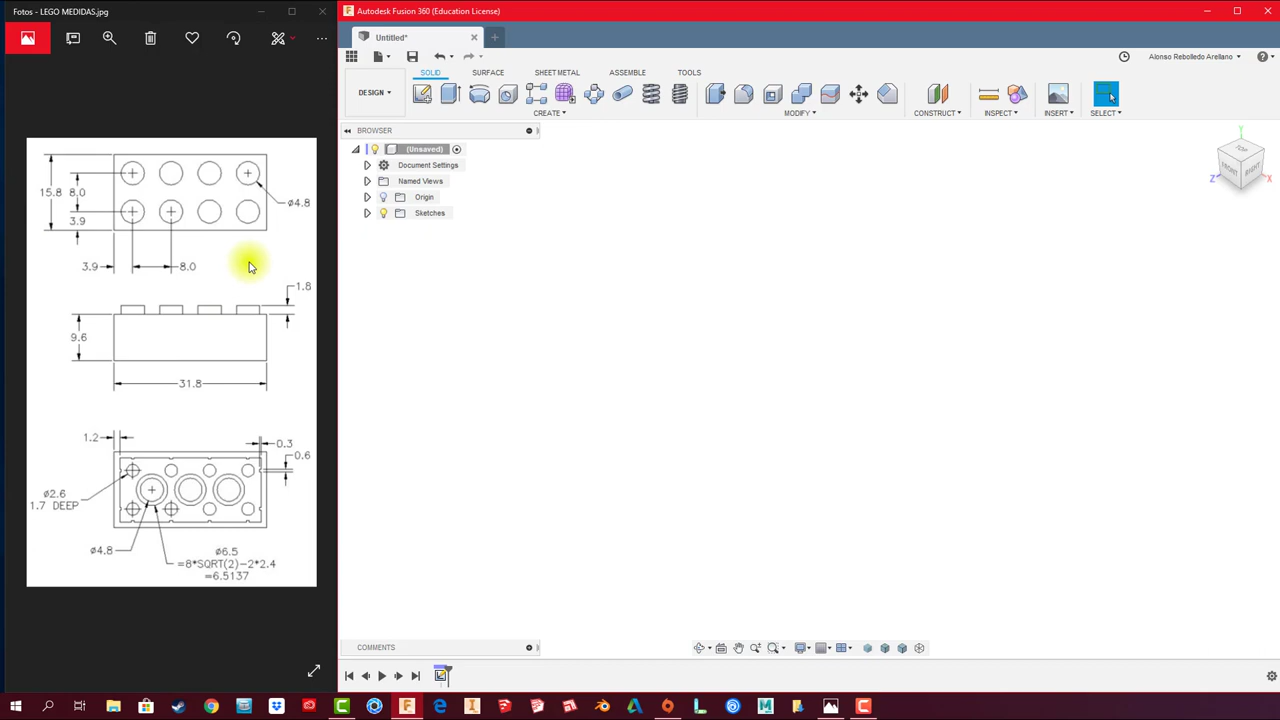 Fotos - LEGO MEDIDAS.jpg
Autodesk Fusion 360 (Education License)
Untitled*
Alonso Rebolledo Arellano
DESIGN
SOLID
SURFACE
SHEET METAL
ASSEMBLE
TOOLS
CREATE
MODIFY
CONSTRUCT
INSPECT
INSERT
SELECT
BROWSER
(Unsaved)
Document Settings
Named Views
Origin
Sketches
TOP
FRONT
RIGHT
Y
Z
X
15.8
8.0
3.9
ø4.8
3.9
8.0
1.8
9.6
31.8
1.2
0.3
0.6
ø2.6
1.7 DEEP
ø4.8
ø6.5
=8*SQRT(2)-2*2.4
=6.5137
COMMENTS